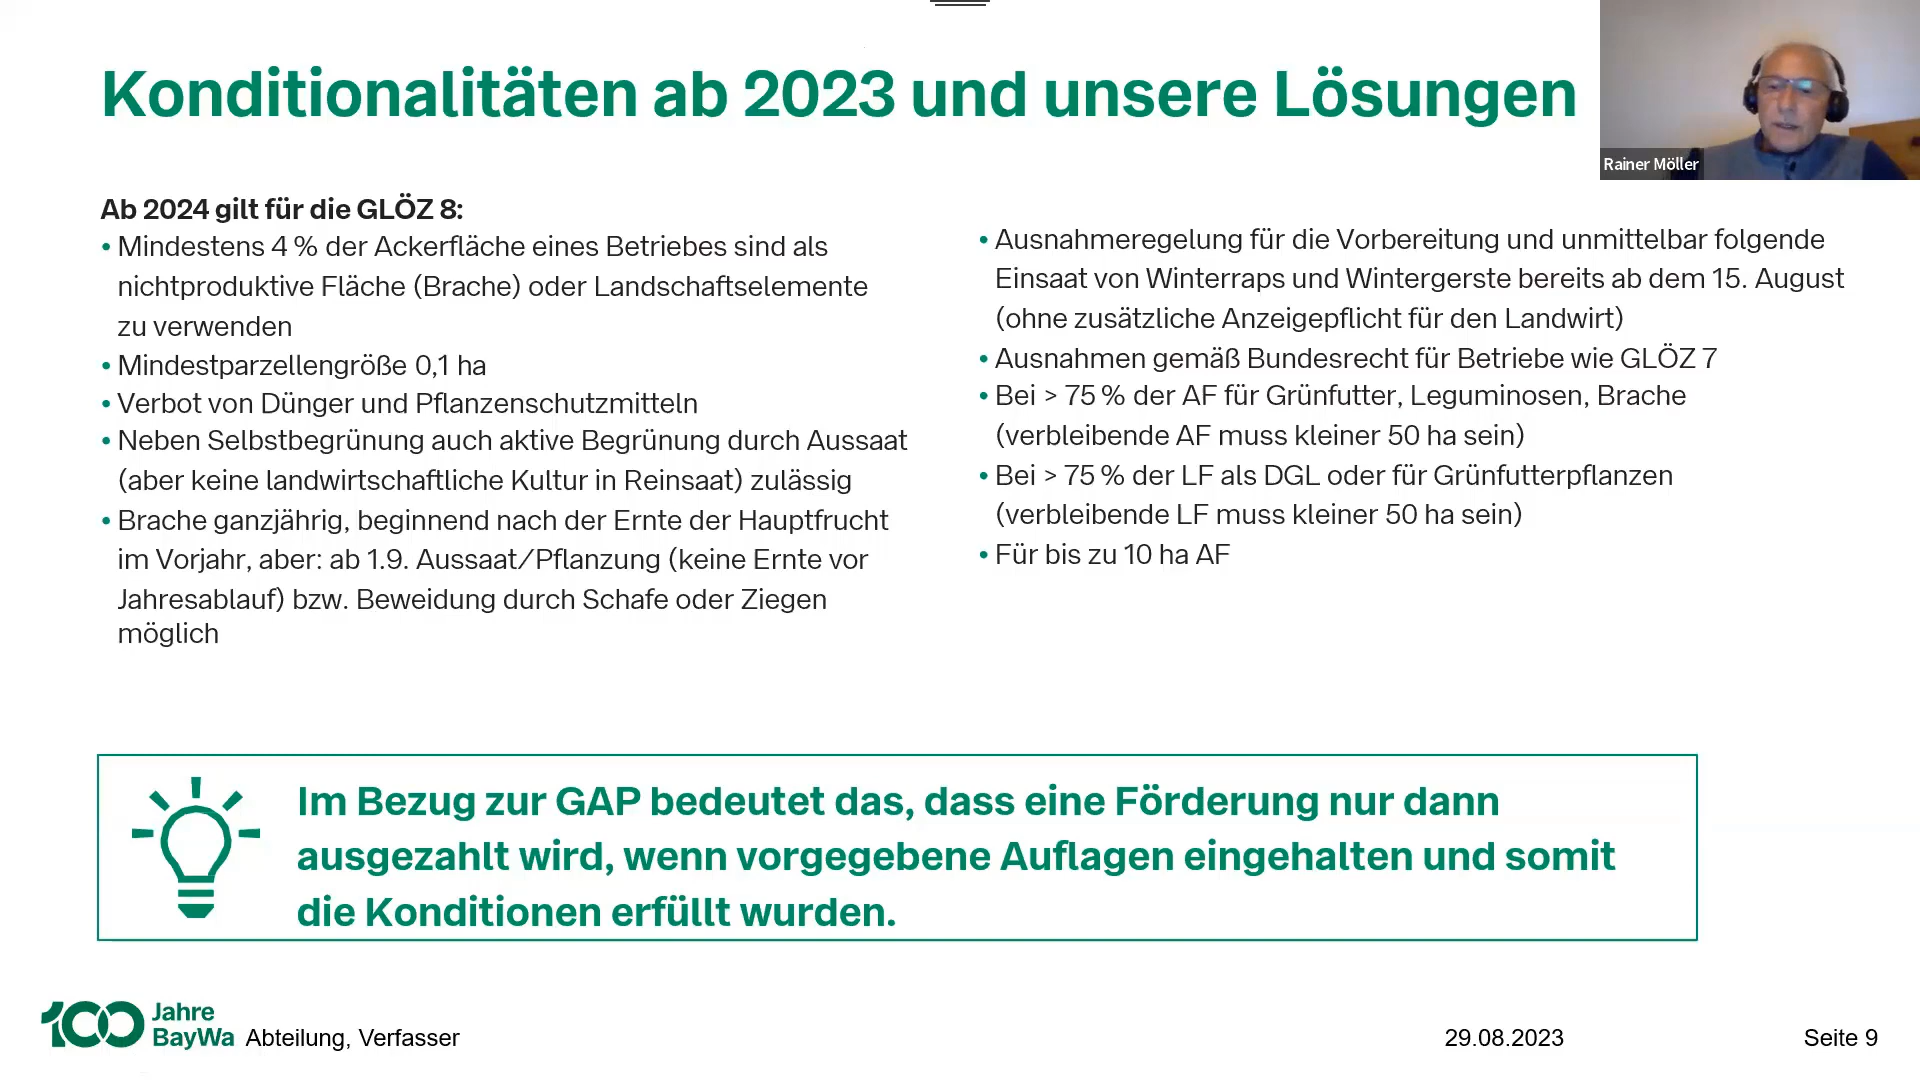 Konditionalitäten ab 2023 und unsere Lösungen
Rainer Möller
Ab 2024 gilt für die GLÖZ 8:
• Mindestens 4 % der Ackerfläche eines Betriebes sind als
nichtproduktive Fläche (Brache) oder Landschaftselemente
zu verwenden
• Mindestparzellengröße 0,1 ha
• Verbot von Dünger und Pflanzenschutzmitteln
• Neben Selbstbegrünung auch aktive Begrünung durch Aussaat
(aber keine landwirtschaftliche Kultur in Reinsaat) zulässig
• Brache ganzjährig, beginnend nach der Ernte der Hauptfrucht
im Vorjahr, aber: ab 1.9. Aussaat/Pflanzung (keine Ernte vor
Jahresablauf) bzw. Beweidung durch Schafe oder Ziegen
möglich
• Ausnahmeregelung für die Vorbereitung und unmittelbar folgende
Einsaat von Winterraps und Wintergerste bereits ab dem 15. August
(ohne zusätzliche Anzeigepflicht für den Landwirt)
• Ausnahmen gemäß Bundesrecht für Betriebe wie GLÖZ 7
• Bei > 75 % der AF für Grünfutter, Leguminosen, Brache
(verbleibende AF muss kleiner 50 ha sein)
• Bei > 75 % der LF als DGL oder für Grünfutterpflanzen
(verbleibende LF muss kleiner 50 ha sein)
• Für bis zu 10 ha AF
Im Bezug zur GAP bedeutet das, dass eine Förderung nur dann
ausgezahlt wird, wenn vorgegebene Auflagen eingehalten und somit
die Konditionen erfüllt wurden.
100 Jahre
BayWa
Abteilung, Verfasser
29.08.2023
Seite 9